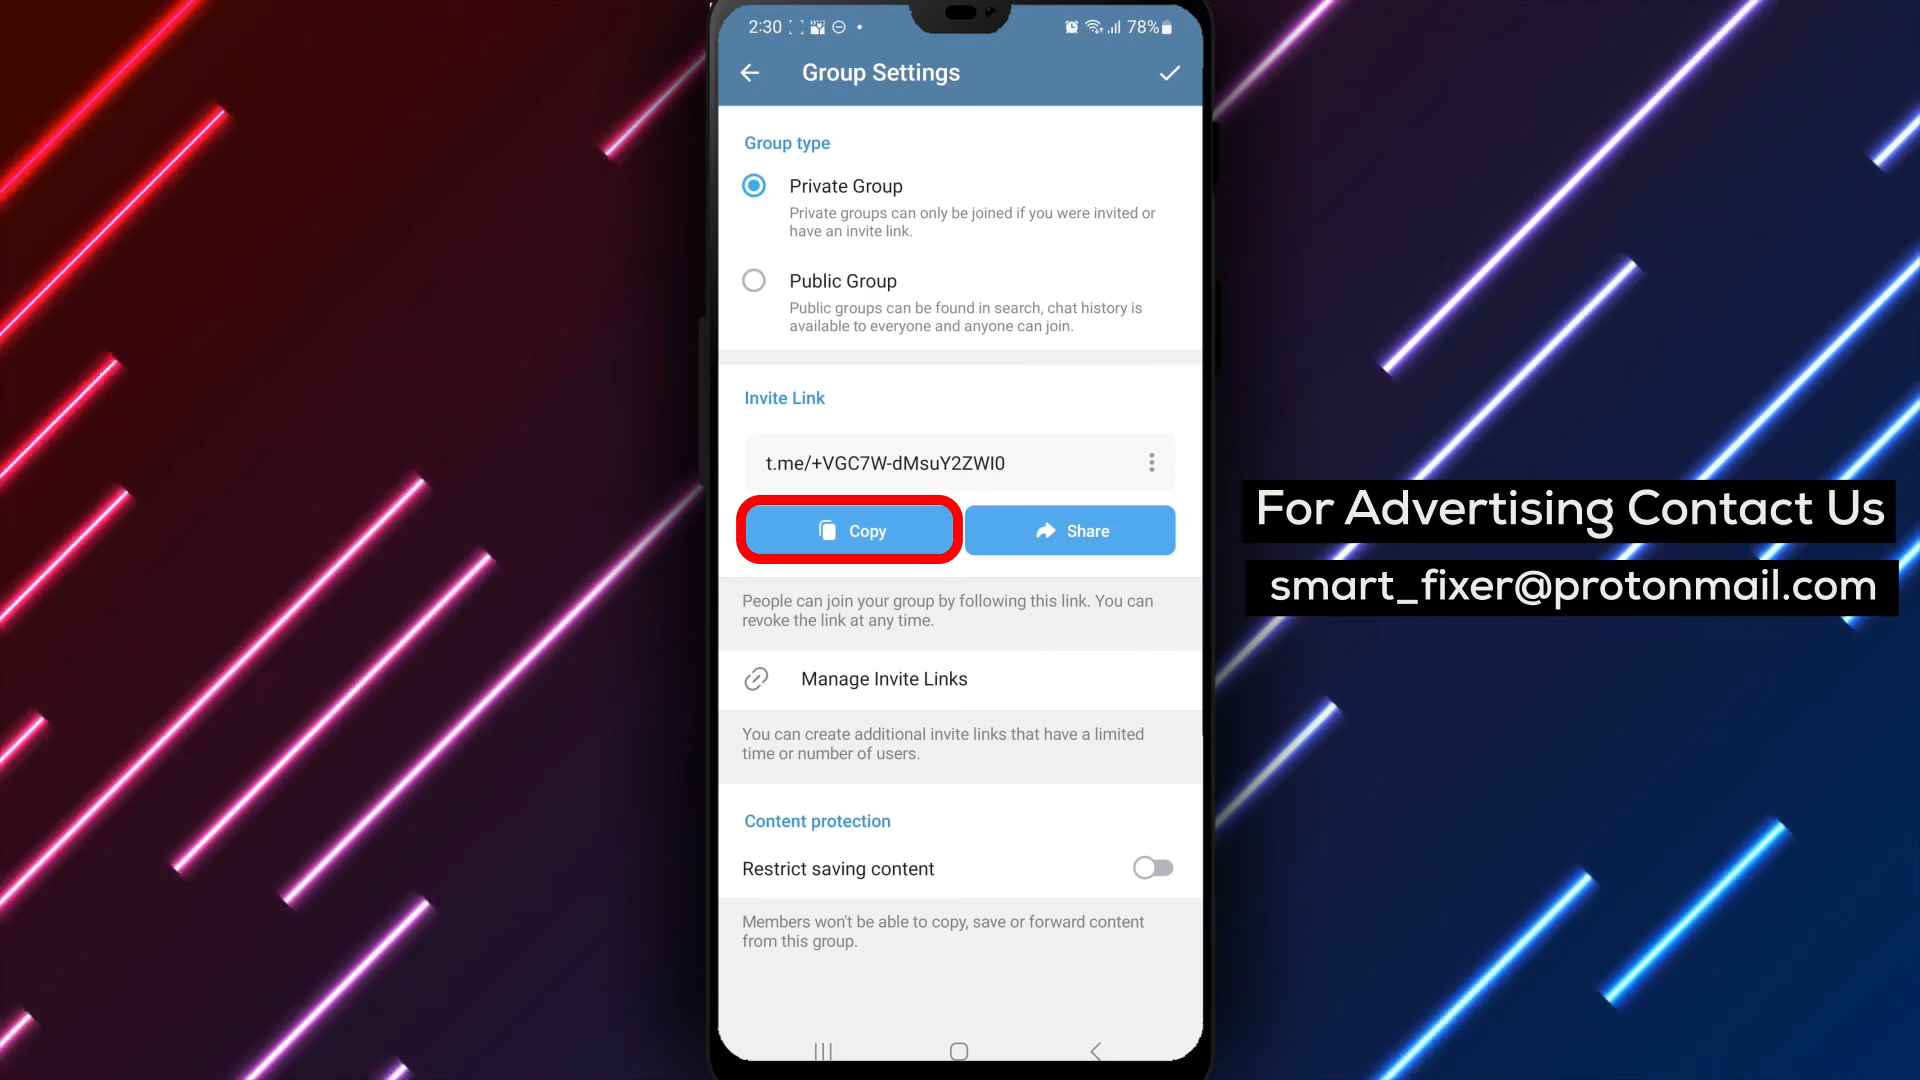 2:30
78%
Group Settings
Group type
Private Group
Private groups can only be joined if you were invited or
have an invite link.
Public Group
Public groups can be found in search, chat history is
available to everyone and anyone can join.
Invite Link
t.me/+VGC7W-dMsuY2ZWI0
Copy
Share
People can join your group by following this link. You can
revoke the link at any time.
Manage Invite Links
You can create additional invite links that have a limited
time or number of users.
Content protection
Restrict saving content
Members won't be able to copy, save or forward content
from this group.
For Advertising Contact Us
smart_fixer@protonmail.com